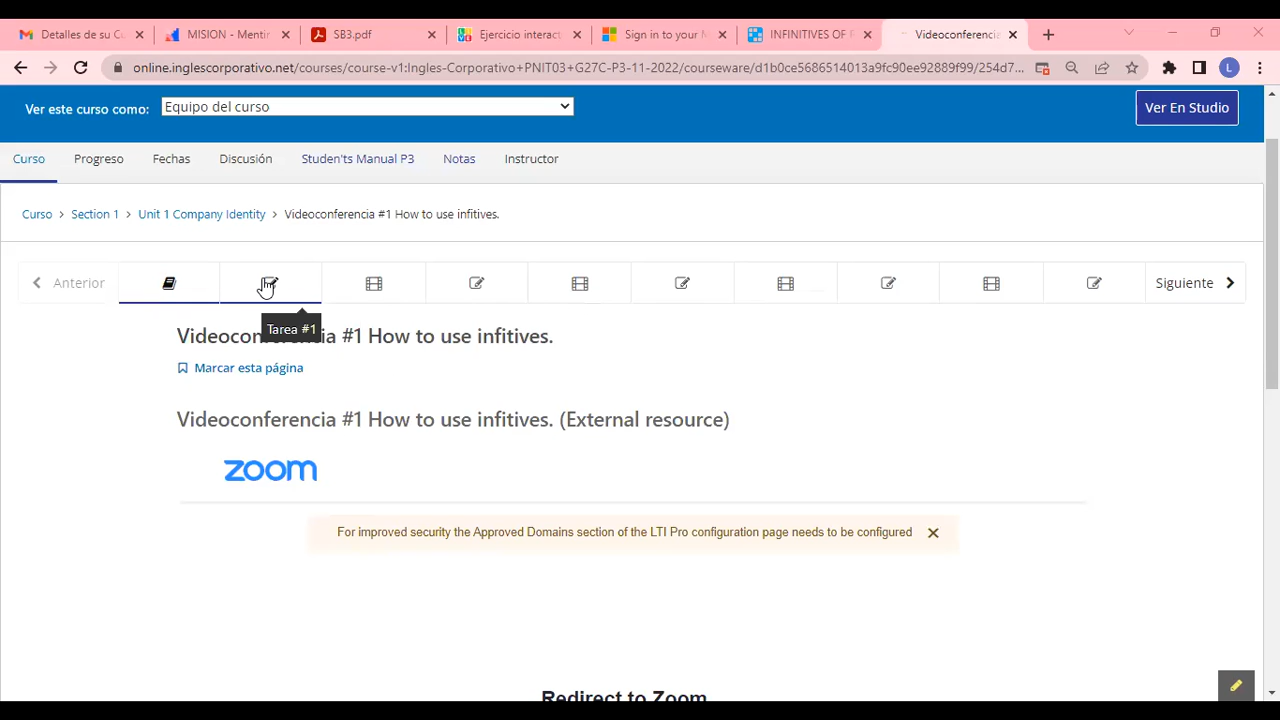 Detalles de su Cu
MISION - Mentir
SB3.pdf
Ejercicio interact
Sign in to your M
INFINITIVES OF
Videoconferencia
online.inglescorporativo.net/courses/course-v1:Ingles-Corporativo+PNIT03+G27C-P3-11-2022/courseware/d1b0ce5686514013a9fc90ee92889f99/254d7...
L
Ver este curso como:
Equipo del curso
Ver En Studio
Curso
Progreso
Fechas
Discusión
Studen'ts Manual P3
Notas
Instructor
Curso > Section 1 > Unit 1 Company Identity > Videoconferencia #1 How to use infitives.
Anterior
Siguiente
Tarea #1
Videoconferencia #1 How to use infitives.
Marcar esta página
Videoconferencia #1 How to use infitives. (External resource)
zoom
For improved security the Approved Domains section of the LTI Pro configuration page needs to be configured
Redirect to Zoom